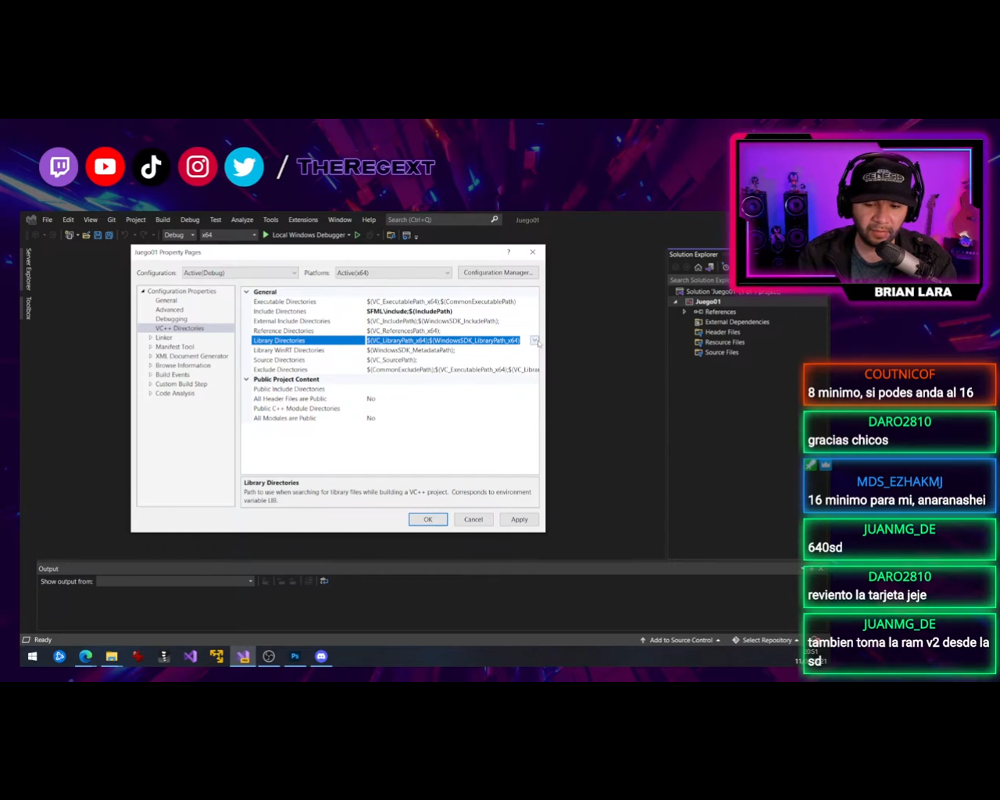 / THEREGEXT
GENESIS
BRIAN LARA
File Edit View Git Project Build Debug Test Analyze Tools Extensions Window Help Search (Ctrl+Q) Juego01
Debug x64 Local Windows Debugger
Server Explorer
Toolbox
Juego01 Property Pages ? ×
Configuration: Active(Debug) Platform: Active(x64) Configuration Manager...
Configuration Properties
General
Advanced
Debugging
VC++ Directories
Linker
Manifest Tool
XML Document Generator
Browse Information
Build Events
Custom Build Step
Code Analysis
General
Executable Directories $(VC_ExecutablePath_x64);$(CommonExecutablePath)
Include Directories SFML\include;$(IncludePath)
External Include Directories $(VC_IncludePath);$(WindowsSDK_IncludePath);
Reference Directories $(VC_ReferencesPath_x64);
Library Directories $(VC_LibraryPath_x64);$(WindowsSDK_LibraryPath_x64)
Library WinRT Directories $(WindowsSDK_MetadataPath);
Source Directories $(VC_SourcePath);
Exclude Directories $(CommonExcludePath);$(VC_ExecutablePath_x64);$(VC_Librar
Public Project Content
Public Include Directories
All Header Files are Public No
Public C++ Module Directories
All Modules are Public No
Library Directories
Path to use when searching for library files while building a VC++ project. Corresponds to environment
variable LIB.
OK Cancel Apply
Solution Explorer
Search Solution Explo
Solution 'Juego01'
Juego01
References
External Dependencies
Header Files
Resource Files
Source Files
Output
Show output from:
Ready
Add to Source Control Select Repository
COUTNICOF
8 minimo, si podes anda al 16
DARO2810
gracias chicos
MDS_EZHAKMJ
16 minimo para mi, anaranashei
JUANMG_DE
640sd
DARO2810
reviento la tarjeta jeje
JUANMG_DE
tambien toma la ram v2 desde la
sd